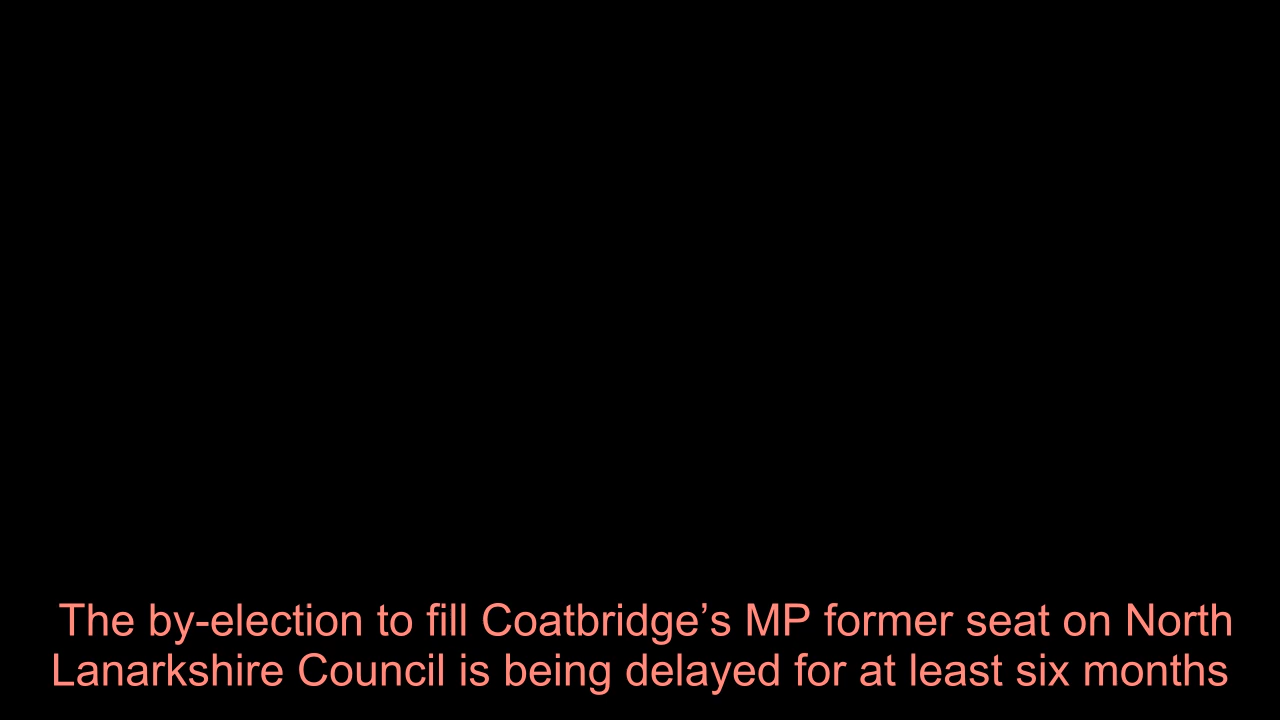 The by-election to fill Coatbridge’s MP former seat on North
Lanarkshire Council is being delayed for at least six months